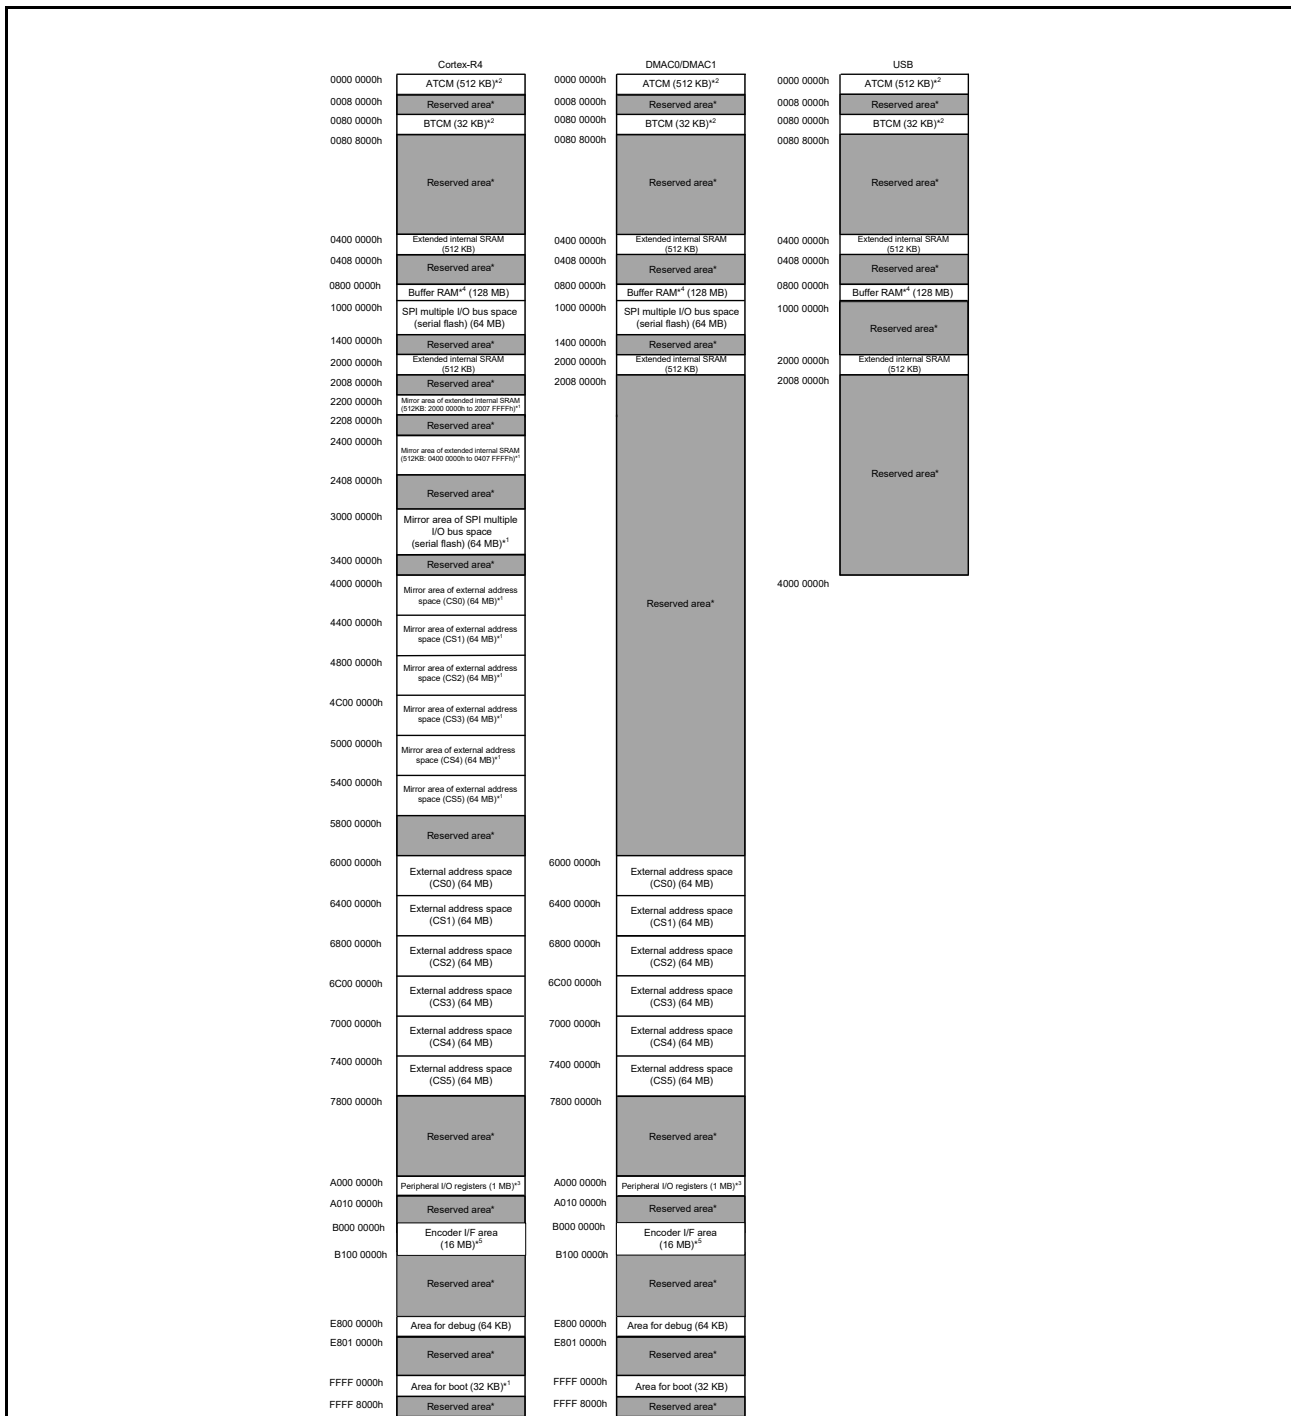 Cortex-R4
0000 0000h
ATCM (512 KB)*2
0008 0000h
Reserved area*
0080 0000h
BTCM (32 KB)*2
0080 8000h
Reserved area*
0400 0000h
Extended internal SRAM
(512 KB)
0408 0000h
Reserved area*
0800 0000h
Buffer RAM*4 (128 MB)
1000 0000h
SPI multiple I/O bus space
(serial flash) (64 MB)
1400 0000h
Reserved area*
2000 0000h
Extended internal SRAM
(512 KB)
2008 0000h
Reserved area*
2200 0000h
Mirror area of extended internal SRAM
(512KB: 2000 0000h to 2007 FFFFh)*1
2208 0000h
Reserved area*
2400 0000h
Mirror area of extended internal SRAM
(512KB: 0400 0000h to 0407 FFFFh)*1
2408 0000h
Reserved area*
3000 0000h
Mirror area of SPI multiple
I/O bus space
(serial flash) (64 MB)*1
3400 0000h
Reserved area*
4000 0000h
Mirror area of external address
space (CS0) (64 MB)*1
4400 0000h
Mirror area of external address
space (CS1) (64 MB)*1
4800 0000h
Mirror area of external address
space (CS2) (64 MB)*1
4C00 0000h
Mirror area of external address
space (CS3) (64 MB)*1
5000 0000h
Mirror area of external address
space (CS4) (64 MB)*1
5400 0000h
Mirror area of external address
space (CS5) (64 MB)*1
5800 0000h
Reserved area*
6000 0000h
External address space
(CS0) (64 MB)
6400 0000h
External address space
(CS1) (64 MB)
6800 0000h
External address space
(CS2) (64 MB)
6C00 0000h
External address space
(CS3) (64 MB)
7000 0000h
External address space
(CS4) (64 MB)
7400 0000h
External address space
(CS5) (64 MB)
7800 0000h
Reserved area*
A000 0000h
Peripheral I/O registers (1 MB)*3
A010 0000h
Reserved area*
B000 0000h
Encoder I/F area
(16 MB)*5
B100 0000h
Reserved area*
E800 0000h
Area for debug (64 KB)
E801 0000h
Reserved area*
FFFF 0000h
Area for boot (32 KB)*1
FFFF 8000h
Reserved area*
DMAC0/DMAC1
0000 0000h
ATCM (512 KB)*2
0008 0000h
Reserved area*
0080 0000h
BTCM (32 KB)*2
0080 8000h
Reserved area*
0400 0000h
Extended internal SRAM
(512 KB)
0408 0000h
Reserved area*
0800 0000h
Buffer RAM*4 (128 MB)
1000 0000h
SPI multiple I/O bus space
(serial flash) (64 MB)
1400 0000h
Reserved area*
2000 0000h
Extended internal SRAM
(512 KB)
2008 0000h
Reserved area*
6000 0000h
External address space
(CS0) (64 MB)
6400 0000h
External address space
(CS1) (64 MB)
6800 0000h
External address space
(CS2) (64 MB)
6C00 0000h
External address space
(CS3) (64 MB)
7000 0000h
External address space
(CS4) (64 MB)
7400 0000h
External address space
(CS5) (64 MB)
7800 0000h
Reserved area*
A000 0000h
Peripheral I/O registers (1 MB)*3
A010 0000h
Reserved area*
B000 0000h
Encoder I/F area
(16 MB)*5
B100 0000h
Reserved area*
E800 0000h
Area for debug (64 KB)
E801 0000h
Reserved area*
FFFF 0000h
Area for boot (32 KB)
FFFF 8000h
Reserved area*
USB
0000 0000h
ATCM (512 KB)*2
0008 0000h
Reserved area*
0080 0000h
BTCM (32 KB)*2
0080 8000h
Reserved area*
0400 0000h
Extended internal SRAM
(512 KB)
0408 0000h
Reserved area*
0800 0000h
Buffer RAM*4 (128 MB)
1000 0000h
Reserved area*
2000 0000h
Extended internal SRAM
(512 KB)
2008 0000h
Reserved area*
4000 0000h